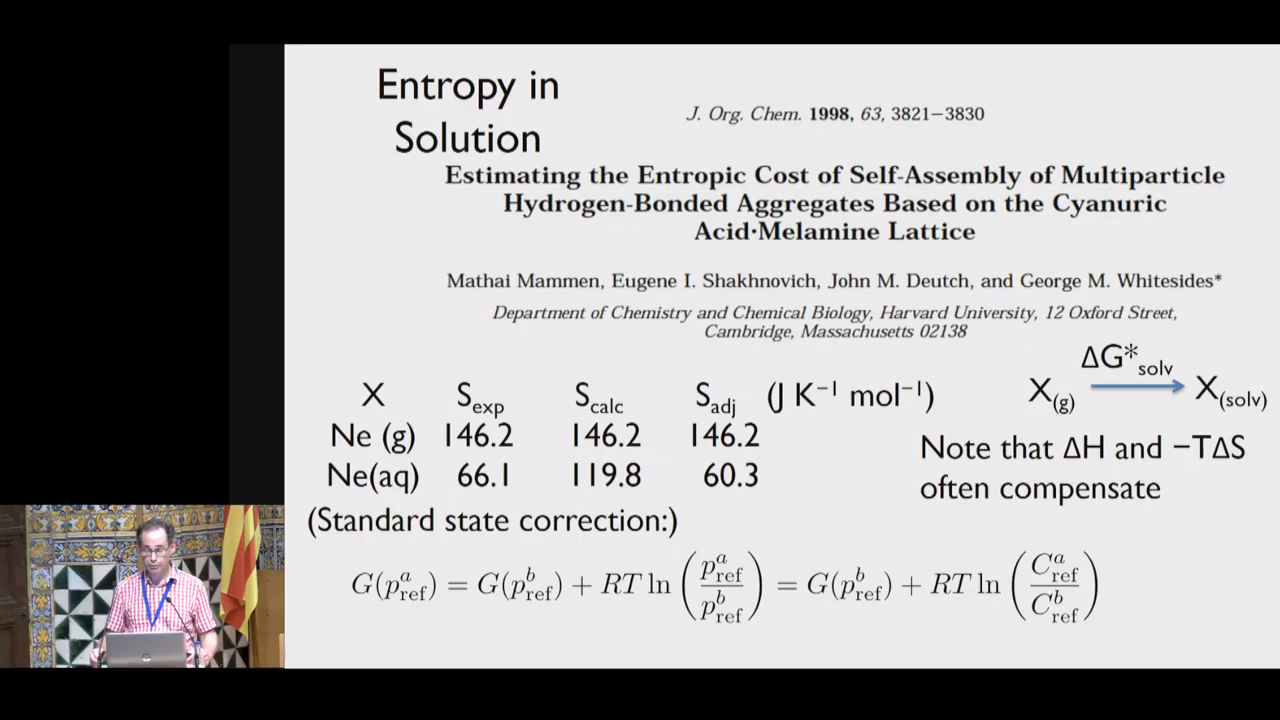 Entropy in
Solution
J. Org. Chem. 1998, 63, 3821−3830
Estimating the Entropic Cost of Self-Assembly of Multiparticle
Hydrogen-Bonded Aggregates Based on the Cyanuric
Acid·Melamine Lattice
Mathai Mammen, Eugene I. Shakhnovich, John M. Deutch, and George M. Whitesides*
Department of Chemistry and Chemical Biology, Harvard University, 12 Oxford Street,
Cambridge, Massachusetts 02138
X S_exp S_calc S_adj (J K⁻¹ mol⁻¹)
Ne (g) 146.2 146.2 146.2
Ne(aq) 66.1 119.8 60.3
(Standard state correction:)
ΔG*_solv
X_(g) → X_(solv)
Note that ΔH and −TΔS
often compensate
G(p^a_ref) = G(p^b_ref) + RT ln (p^a_ref / p^b_ref) = G(p^b_ref) + RT ln (C^a_ref / C^b_ref)